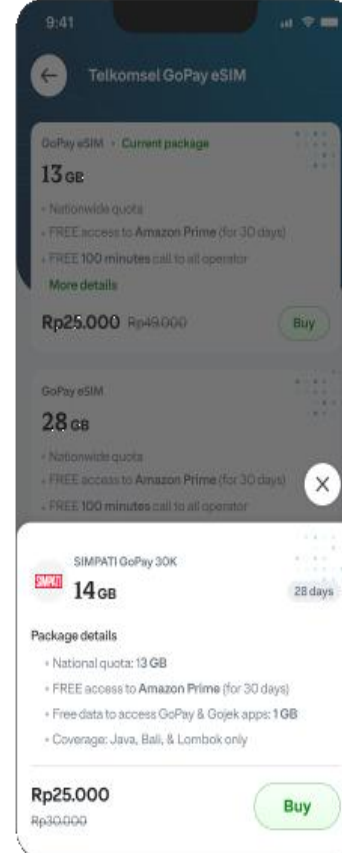 9:41
Telkomsel GoPay eSIM
GoPay eSIM • Current package
13 GB
• Nationwide quota
• FREE access to Amazon Prime (for 30 days)
• FREE 100 minutes call to all operator
More details
Rp25.000 Rp49.000 Buy
GoPay eSIM
28 GB
• Nationwide quota
• FREE access to Amazon Prime (for 30 days)
• FREE 100 minutes call to all operator
SIMPATI GoPay 30K
SIMPATI
14 GB 28 days
Package details
• National quota: 13 GB
• FREE access to Amazon Prime (for 30 days)
• Free data to access GoPay & Gojek apps: 1 GB
• Coverage: Java, Bali, & Lombok only
Rp25.000
Rp30.000
Buy